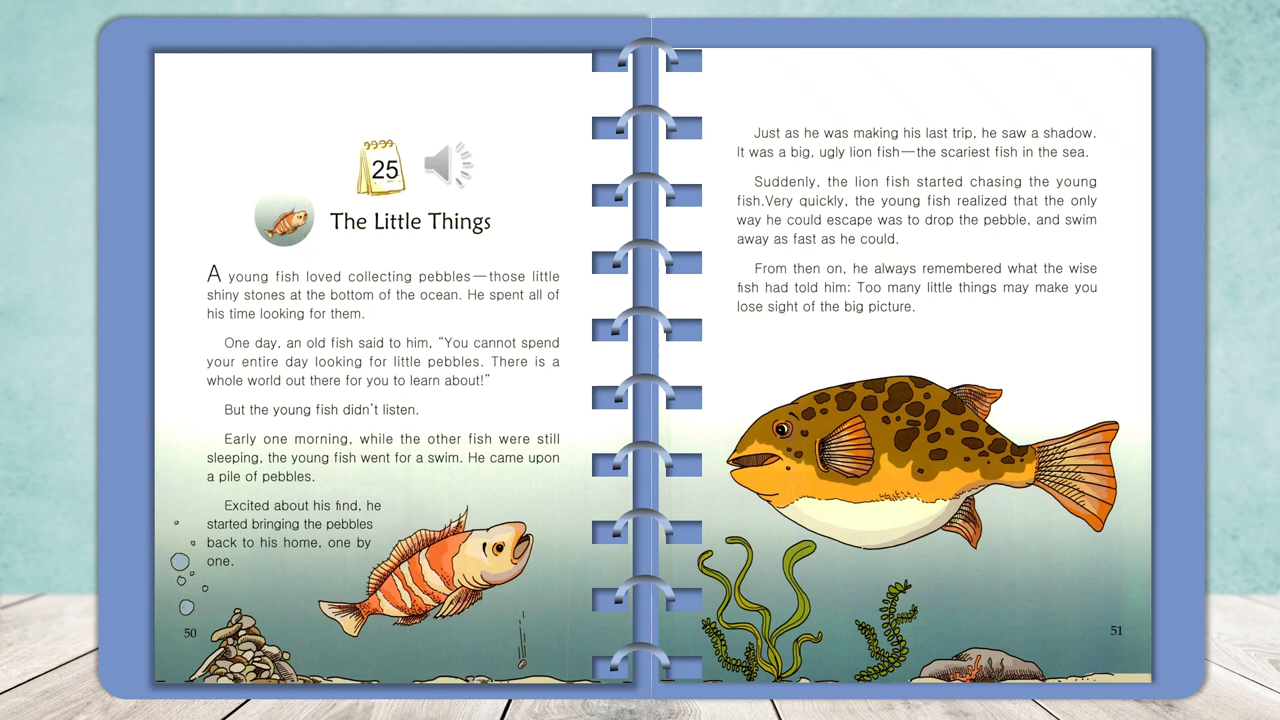 25
The Little Things
A young fish loved collecting pebbles—those little
shiny stones at the bottom of the ocean. He spent all of
his time looking for them.
One day, an old fish said to him, “You cannot spend
your entire day looking for little pebbles. There is a
whole world out there for you to learn about!”
But the young fish didn’t listen.
Early one morning, while the other fish were still
sleeping, the young fish went for a swim. He came upon
a pile of pebbles.
Excited about his find, he
started bringing the pebbles
back to his home, one by
one.
50
Just as he was making his last trip, he saw a shadow.
It was a big, ugly lion fish—the scariest fish in the sea.
Suddenly, the lion fish started chasing the young
fish.Very quickly, the young fish realized that the only
way he could escape was to drop the pebble, and swim
away as fast as he could.
From then on, he always remembered what the wise
fish had told him: Too many little things may make you
lose sight of the big picture.
51